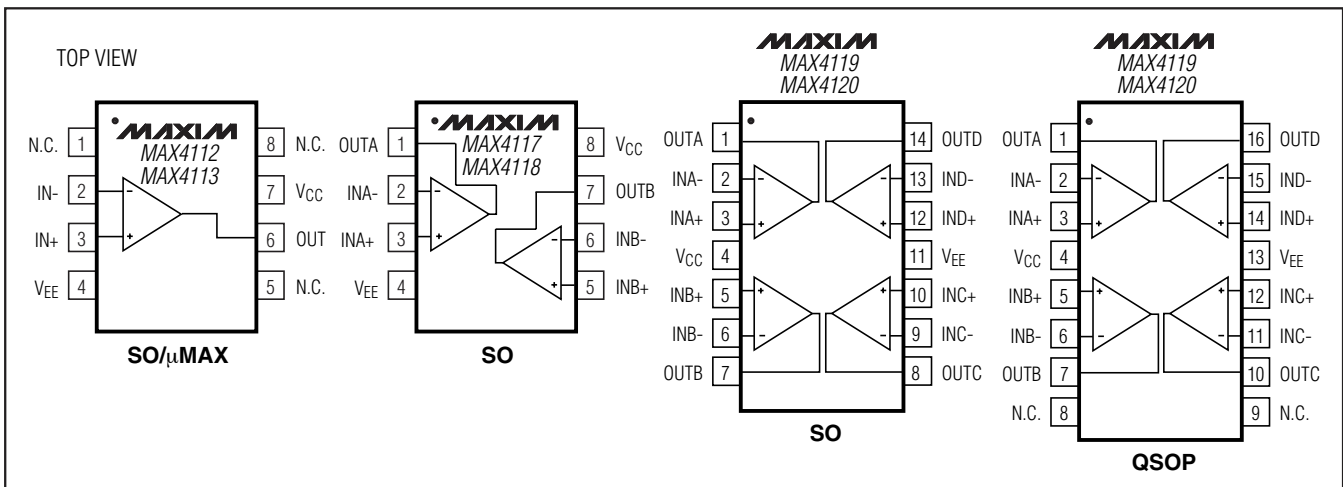 TOP VIEW
MAXIM
MAX4112
MAX4113
N.C. 1
IN- 2
IN+ 3
VEE 4
8 N.C.
7 VCC
6 OUT
5 N.C.
-
+
SO/µMAX
MAXIM
MAX4117
MAX4118
OUTA 1
INA- 2
INA+ 3
VEE 4
8 VCC
7 OUTB
6 INB-
5 INB+
-
+
-
+
SO
MAXIM
MAX4119
MAX4120
OUTA 1
INA- 2
INA+ 3
VCC 4
INB+ 5
INB- 6
OUTB 7
14 OUTD
13 IND-
12 IND+
11 VEE
10 INC+
9 INC-
8 OUTC
-
+
-
+
+
-
+
-
SO
MAXIM
MAX4119
MAX4120
OUTA 1
INA- 2
INA+ 3
VCC 4
INB+ 5
INB- 6
OUTB 7
N.C. 8
16 OUTD
15 IND-
14 IND+
13 VEE
12 INC+
11 INC-
10 OUTC
9 N.C.
-
+
-
+
+
-
+
-
QSOP